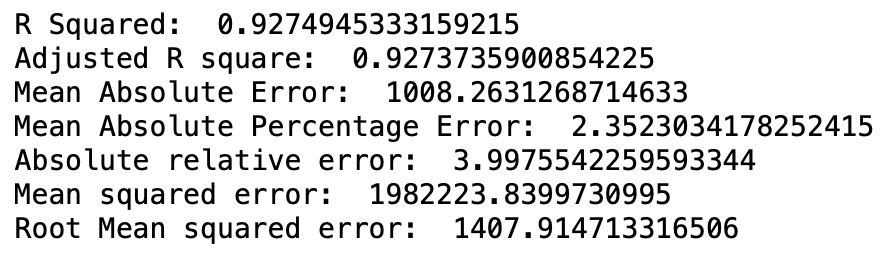 R Squared:  0.9274945333159215
Adjusted R square:  0.9273735900854225
Mean Absolute Error:  1008.2631268714633
Mean Absolute Percentage Error:  2.3523034178252415
Absolute relative error:  3.9975542259593344
Mean squared error:  1982223.8399730995
Root Mean squared error:  1407.914713316506